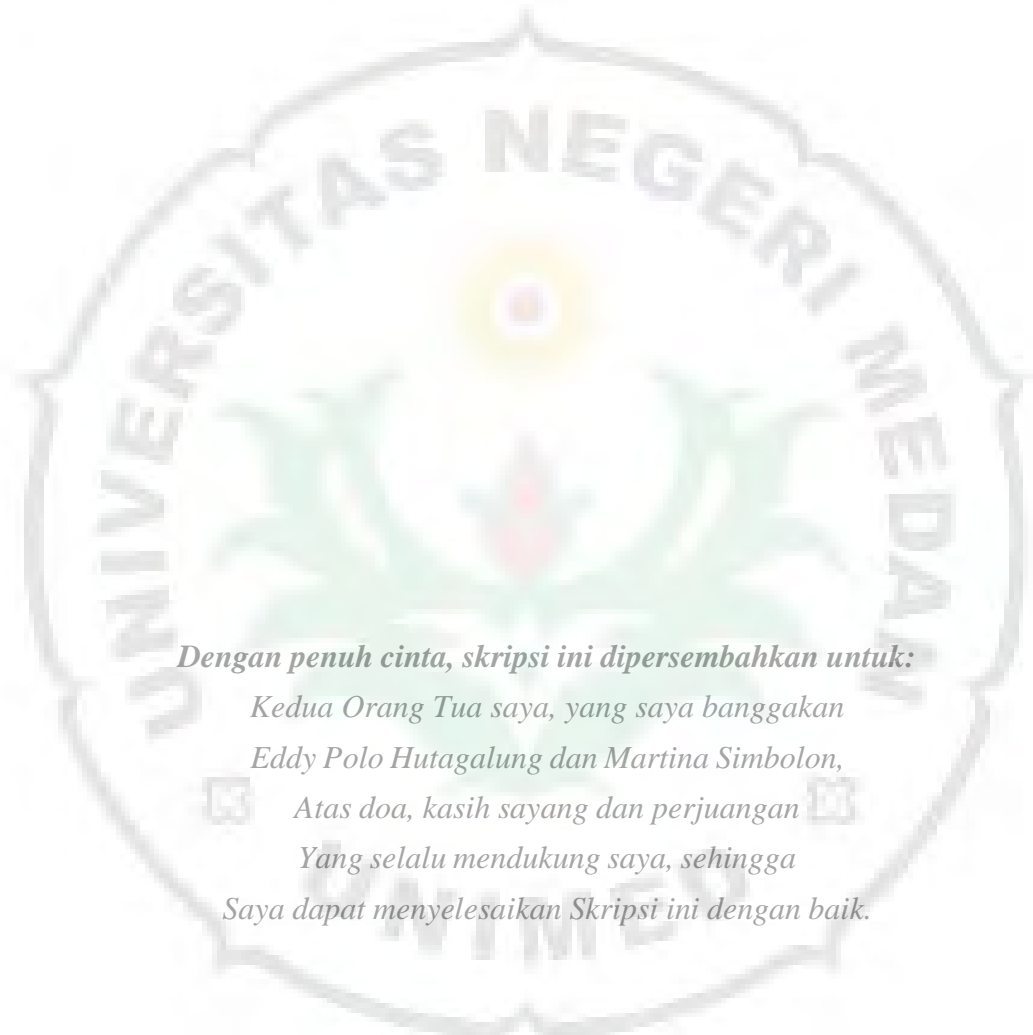 UNIVERSITAS NEGERI MEDAN
Dengan penuh cinta, skripsi ini dipersembahkan untuk:
Kedua Orang Tua saya, yang saya banggakan
Eddy Polo Hutagalung dan Martina Simbolon,
Atas doa, kasih sayang dan perjuangan
Yang selalu mendukung saya, sehingga
Saya dapat menyelesaikan Skripsi ini dengan baik.
UNIMED